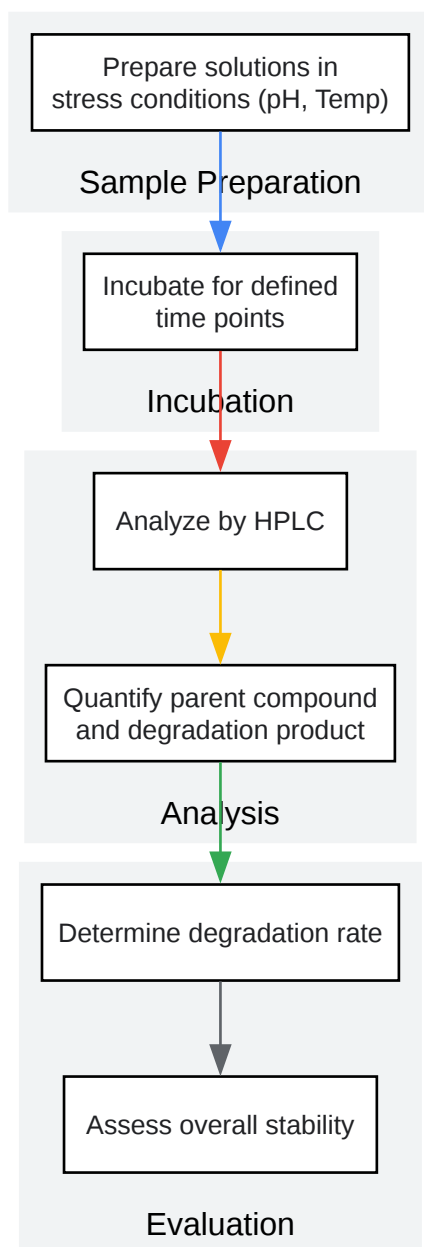 Prepare solutions in
stress conditions (pH, Temp)
Sample Preparation
Incubate for defined
time points
Incubation
Analyze by HPLC
Quantify parent compound
and degradation product
Analysis
Determine degradation rate
Assess overall stability
Evaluation